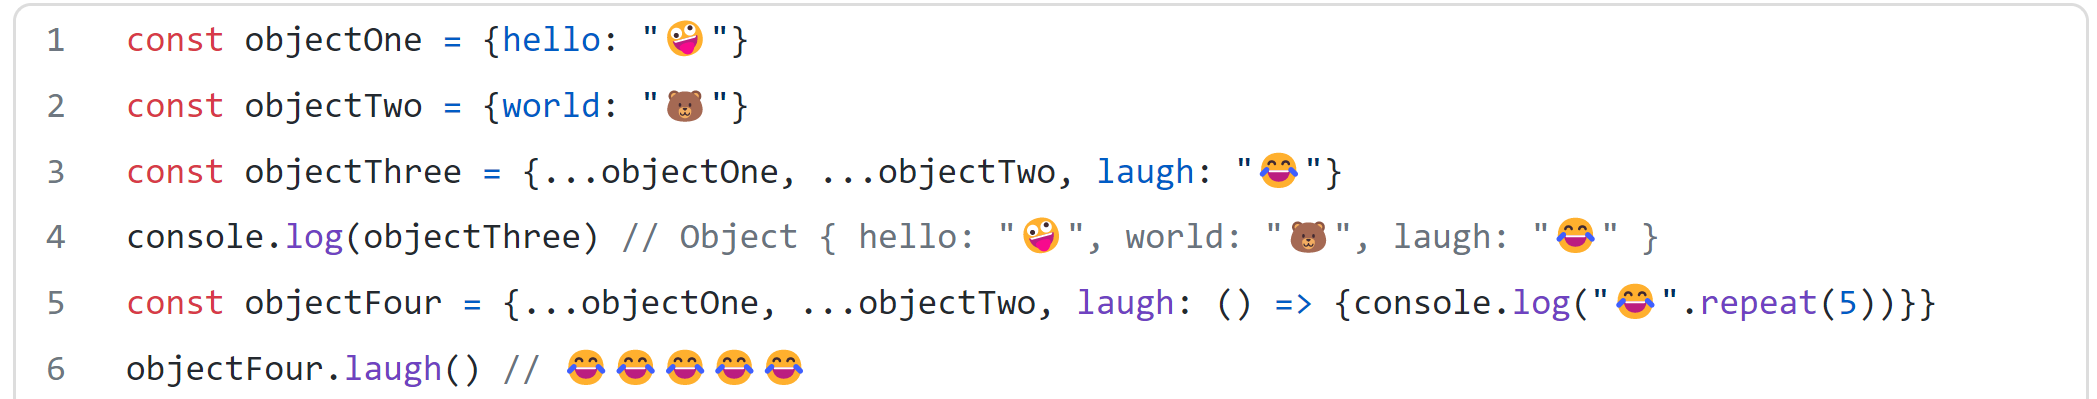 1 const objectOne = {hello: "🤪"}
2 const objectTwo = {world: "🐻"}
3 const objectThree = {...objectOne, ...objectTwo, laugh: "😂"}
4 console.log(objectThree) // Object { hello: "🤪", world: "🐻", laugh: "😂" }
5 const objectFour = {...objectOne, ...objectTwo, laugh: () => {console.log("😂".repeat(5))}}
6 objectFour.laugh() // 😂😂😂😂😂